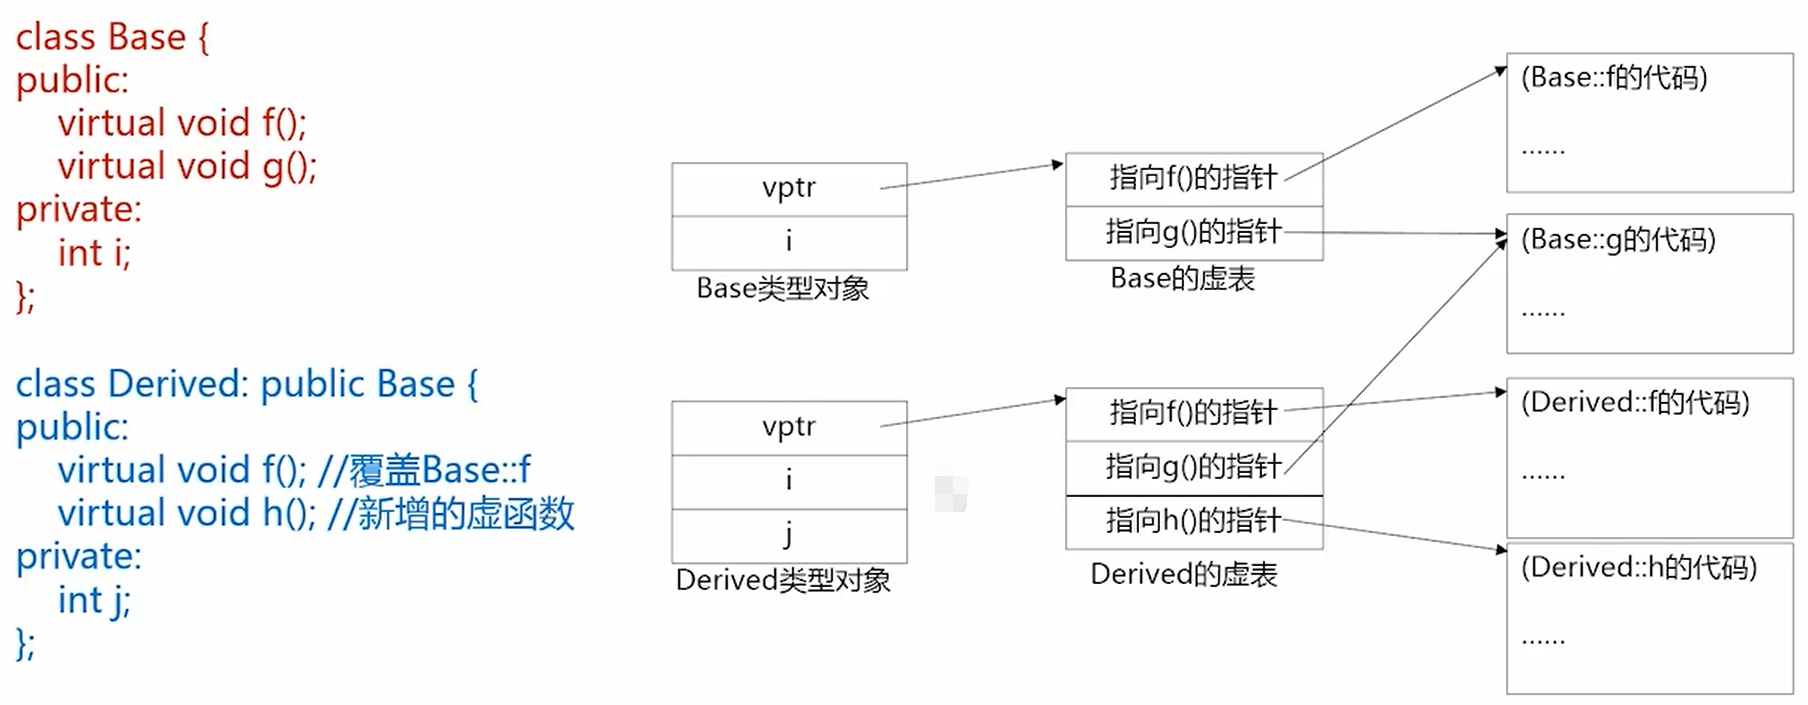 class Base {
public:
virtual void f();
virtual void g();
private:
int i;
};
class Derived: public Base {
public:
virtual void f(); //覆盖Base::f
virtual void h(); //新增的虚函数
private:
int j;
};
vptr
i
Base类型对象
指向f()的指针
指向g()的指针
Base的虚表
(Base::f的代码)
......
(Base::g的代码)
......
vptr
i
j
Derived类型对象
指向f()的指针
指向g()的指针
指向h()的指针
Derived的虚表
(Derived::f的代码)
......
(Derived::h的代码)
......